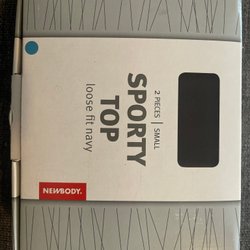 2 PIECES | SMALL
SPORTY
TOP
loose fit navy
NEWBODY.